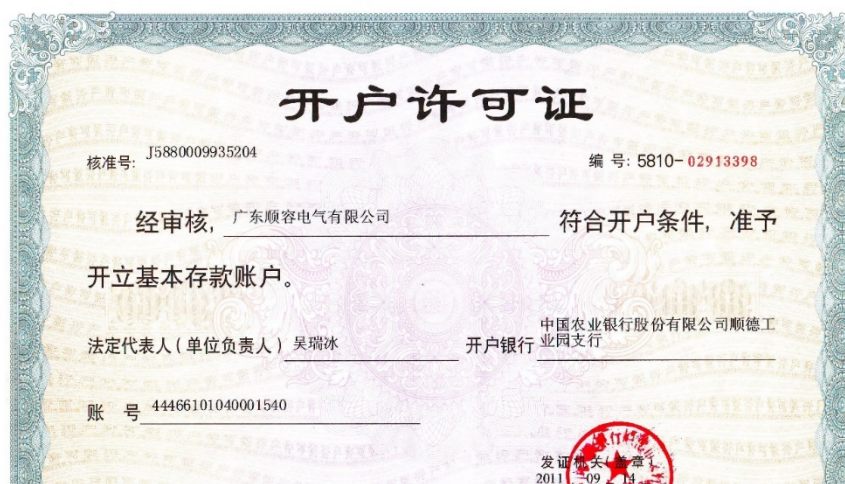 开户许可证
核准号: J5880009935204 编 号: 5810-02913398
经审核, 广东顺容电气有限公司 符合开户条件, 准予
开立基本存款账户。
中国农业银行股份有限公司顺德工
法定代表人(单位负责人) 吴瑞冰 开户银行 业园支行
账 号 44466101040001540
发证机关(盖章)
2011 09 14